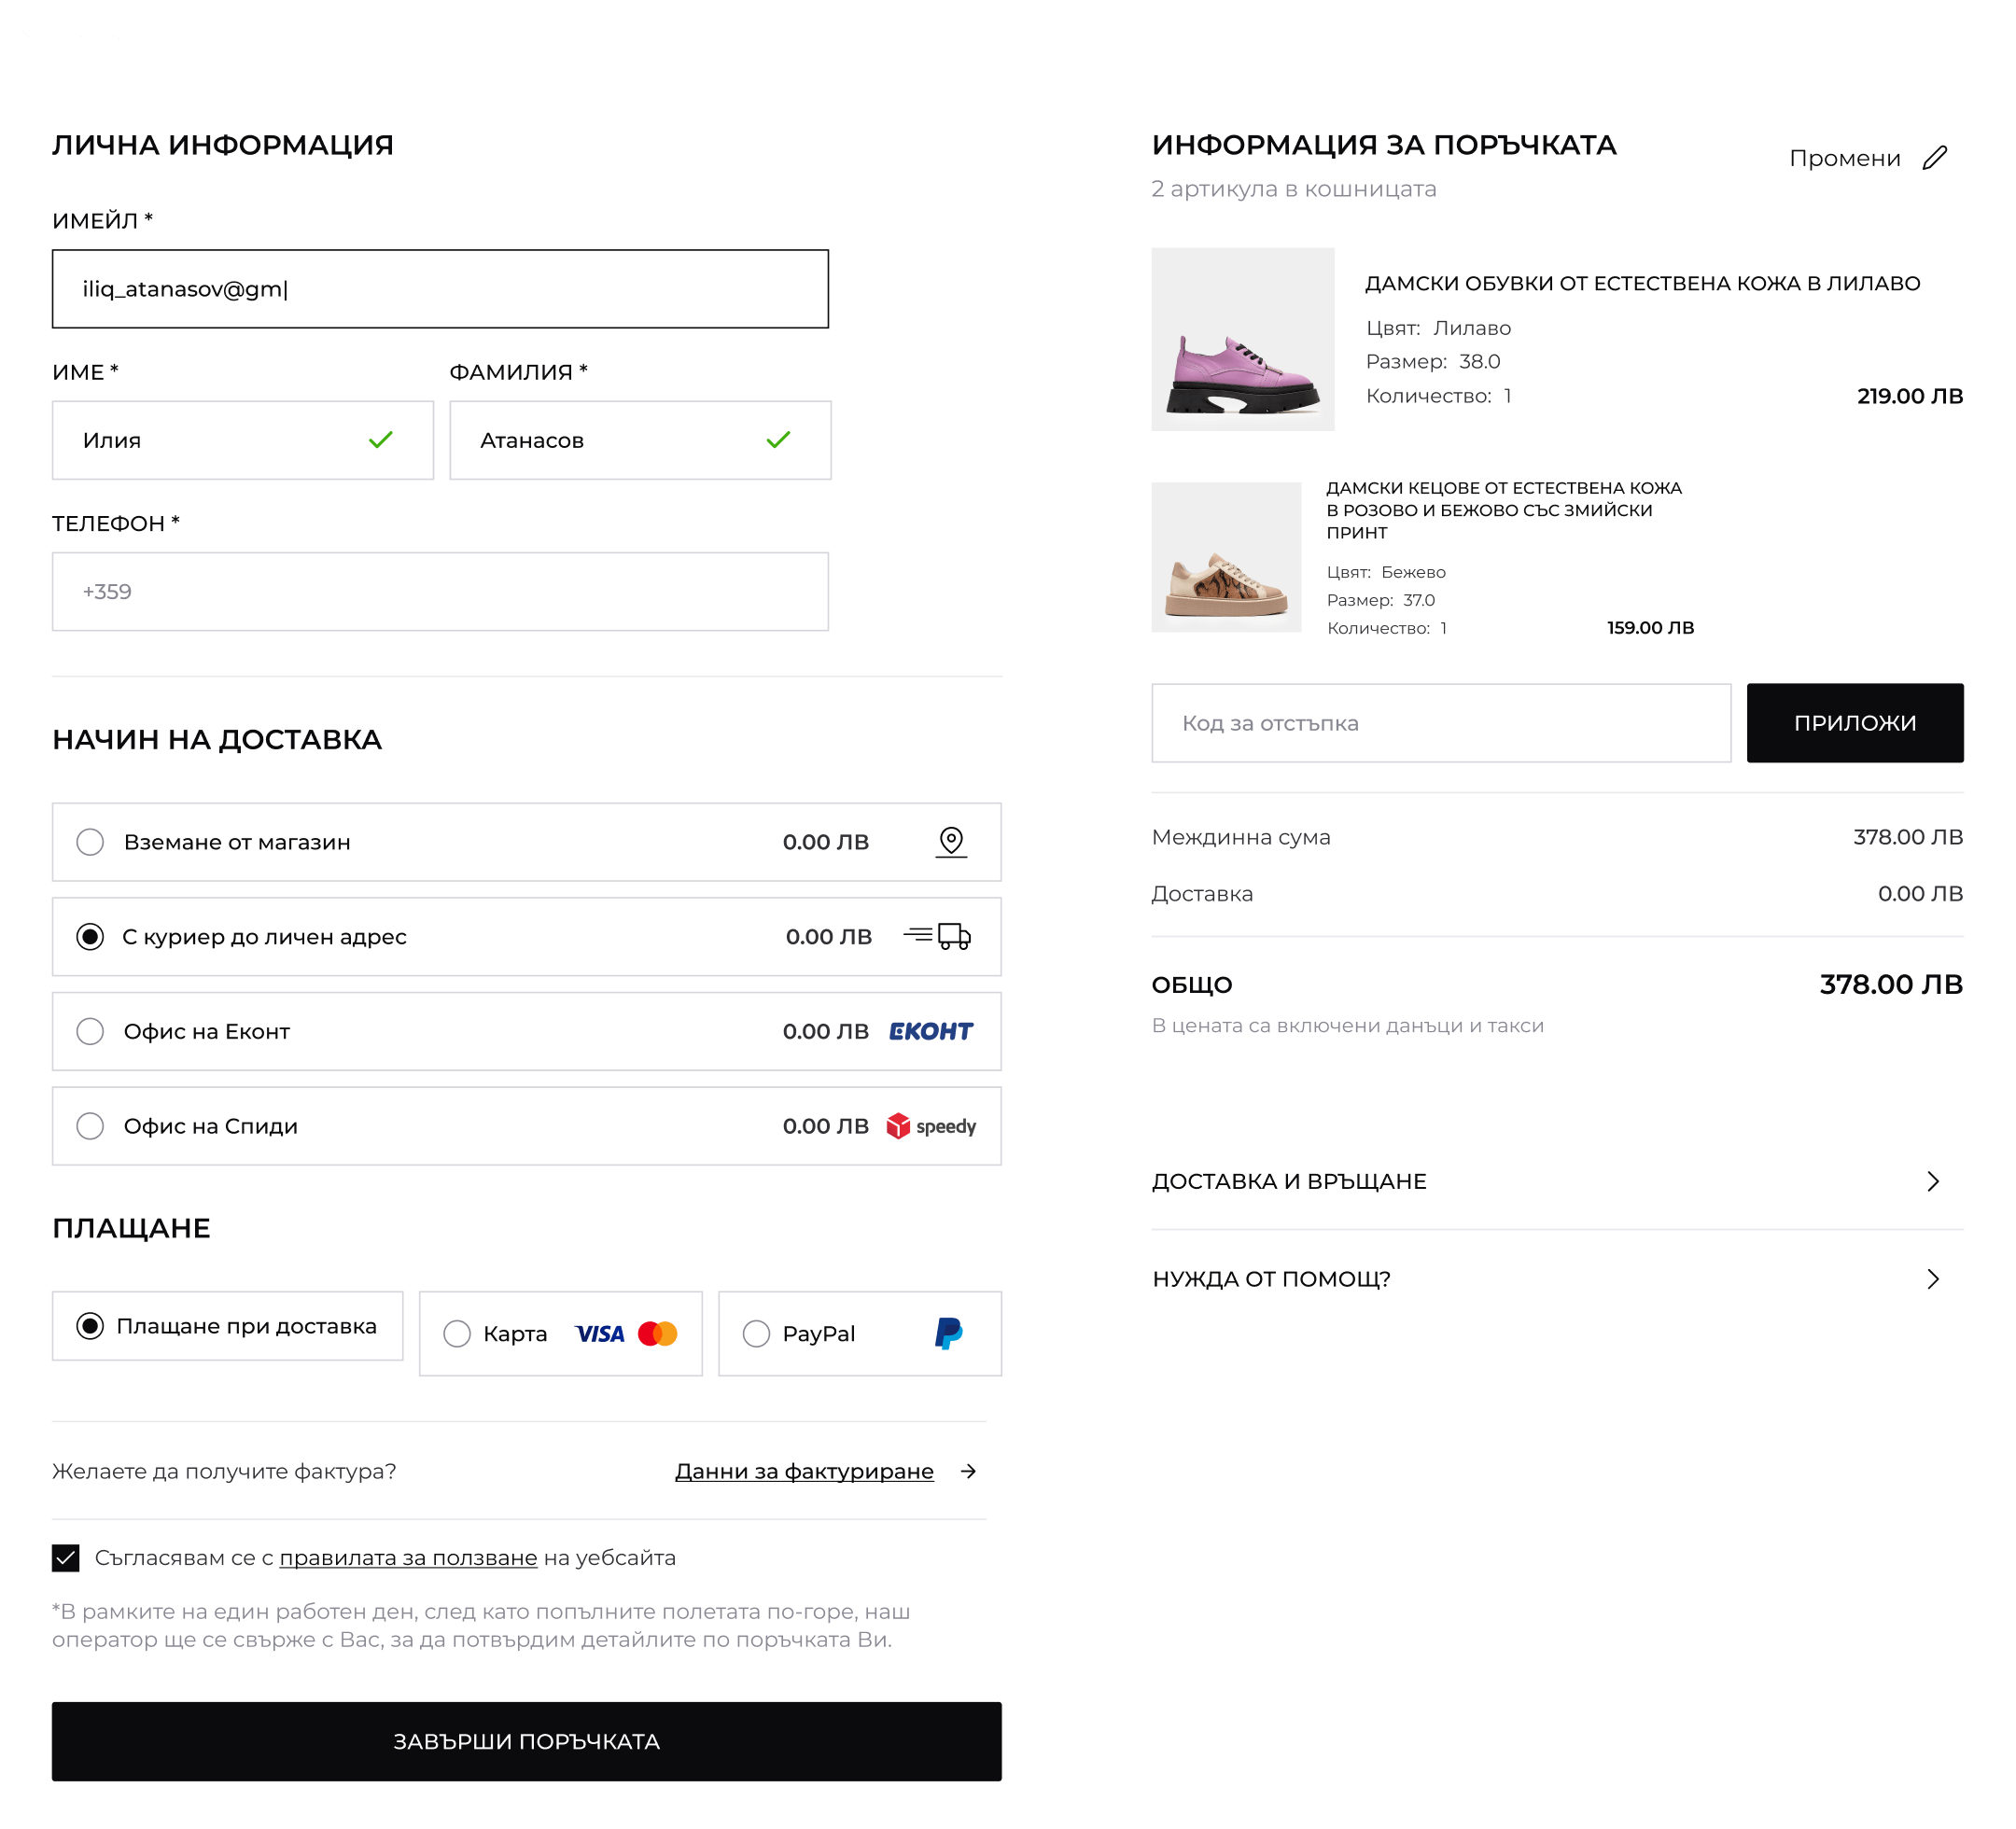 ЛИЧНА ИНФОРМАЦИЯ
ИМЕЙЛ *
iliq_atanasov@gm|
ИМЕ *
ФАМИЛИЯ *
Илия
Атанасов
ТЕЛЕФОН *
+359
НАЧИН НА ДОСТАВКА
Вземане от магазин 0.00 ЛВ
С куриер до личен адрес 0.00 ЛВ
Офис на Еконт 0.00 ЛВ ЕКОНТ
Офис на Спиди 0.00 ЛВ speedy
ПЛАЩАНЕ
Плащане при доставка
Карта VISA
PayPal
Желаете да получите фактура? Данни за фактуриране
Съгласявам се с правилата за ползване на уебсайта
*В рамките на един работен ден, след като попълните полетата по-горе, наш
оператор ще се свърже с Вас, за да потвърдим детайлите по поръчката Ви.
ЗАВЪРШИ ПОРЪЧКАТА
ИНФОРМАЦИЯ ЗА ПОРЪЧКАТА
Промени
2 артикула в кошницата
ДАМСКИ ОБУВКИ ОТ ЕСТЕСТВЕНА КОЖА В ЛИЛАВО
Цвят: Лилаво
Размер: 38.0
Количество: 1 219.00 ЛВ
ДАМСКИ КЕЦОВЕ ОТ ЕСТЕСТВЕНА КОЖА
В РОЗОВО И БЕЖОВО СЪС ЗМИЙСКИ
ПРИНТ
Цвят: Бежево
Размер: 37.0
Количество: 1 159.00 ЛВ
Код за отстъпка
ПРИЛОЖИ
Междинна сума 378.00 ЛВ
Доставка 0.00 ЛВ
ОБЩО 378.00 ЛВ
В цената са включени данъци и такси
ДОСТАВКА И ВРЪЩАНЕ
НУЖДА ОТ ПОМОЩ?